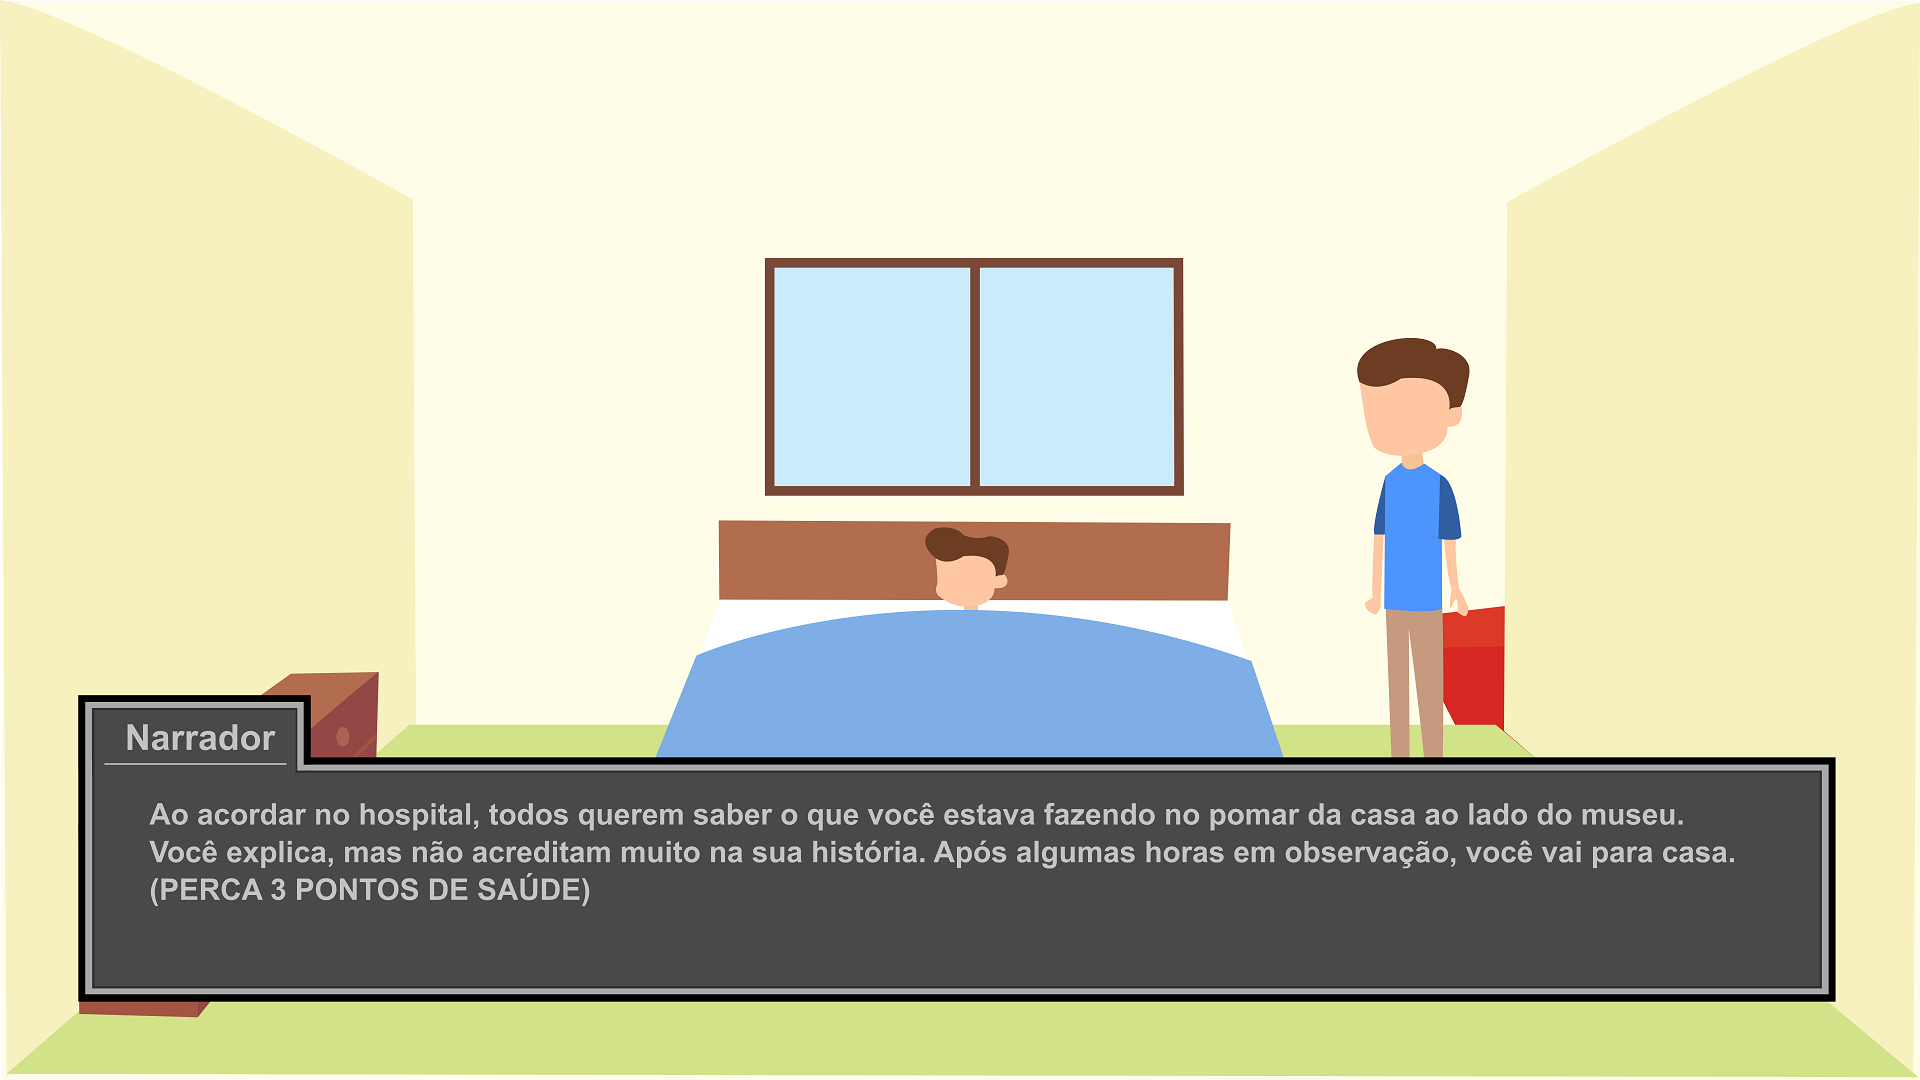 Narrador
Ao acordar no hospital, todos querem saber o que você estava fazendo no pomar da casa ao lado do museu.
Você explica, mas não acreditam muito na sua história. Após algumas horas em observação, você vai para casa.
(PERCA 3 PONTOS DE SAÚDE)